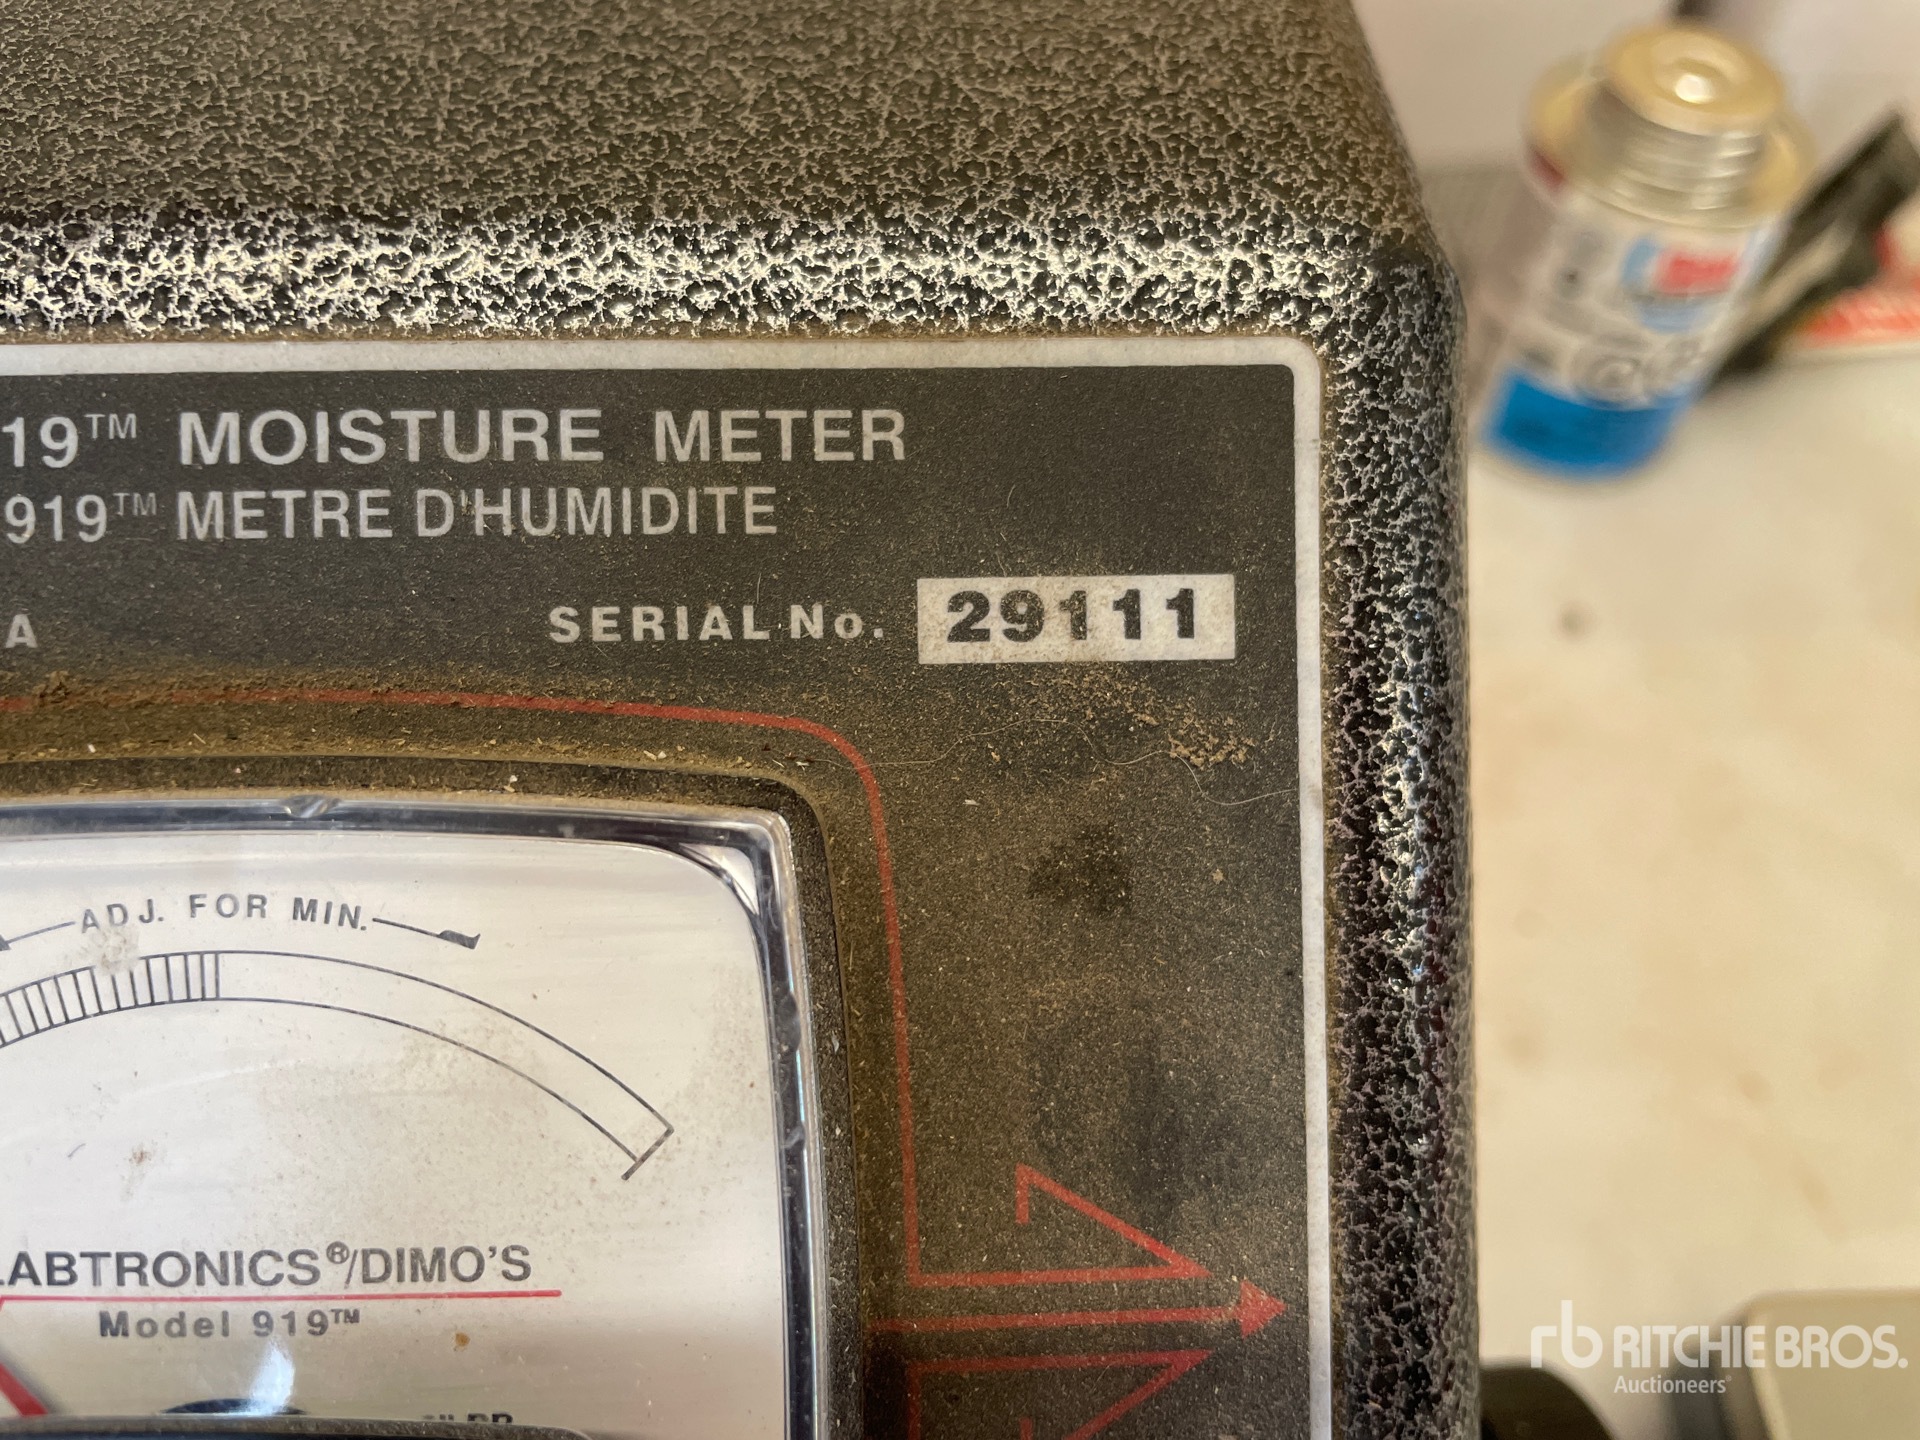 19™ MOISTURE METER
919™ METRE D'HUMIDITE
A
SERIAL No. 29111
ADJ. FOR MIN.
LABTRONICS®/DIMO'S
Model 919™
rb RITCHIE BROS.
Auctioneers